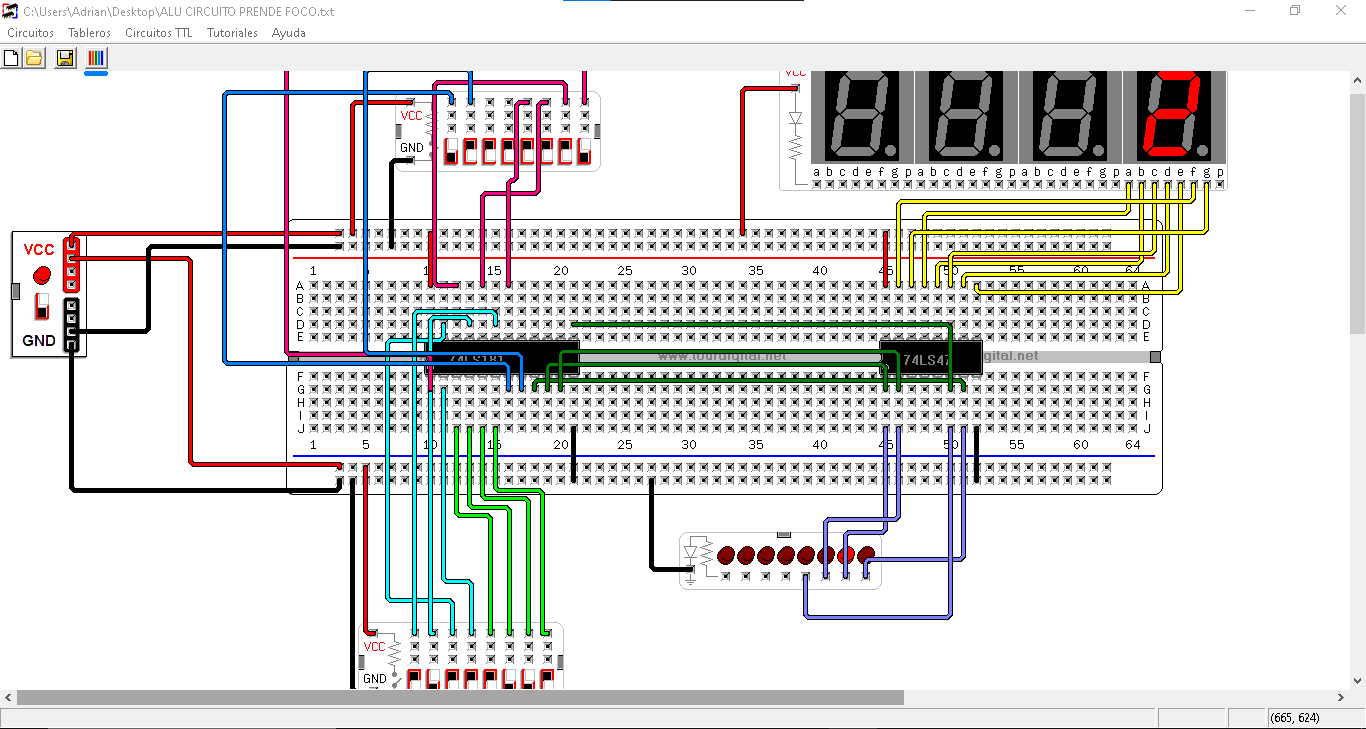 C:\Users\Adrian\Desktop\ALU CIRCUITO PRENDE FOCO.txt
Circuitos Tableros Circuitos TTL Tutoriales Ayuda
VCC
VCC
GND
a b c d e f g p a b c d e f g p a b c d e f g p a b c d e f g p
VCC
GND
1 5 10 15 20 25 30 35 40 45 50 55 60 64
A A
B B
C C
D D
E E
74LS181 www.tourdigital.net 74LS47 digital.net
F F
G G
H H
I I
J J
1 5 10 15 20 25 30 35 40 45 50 55 60 64
VCC
GND
(665, 624)